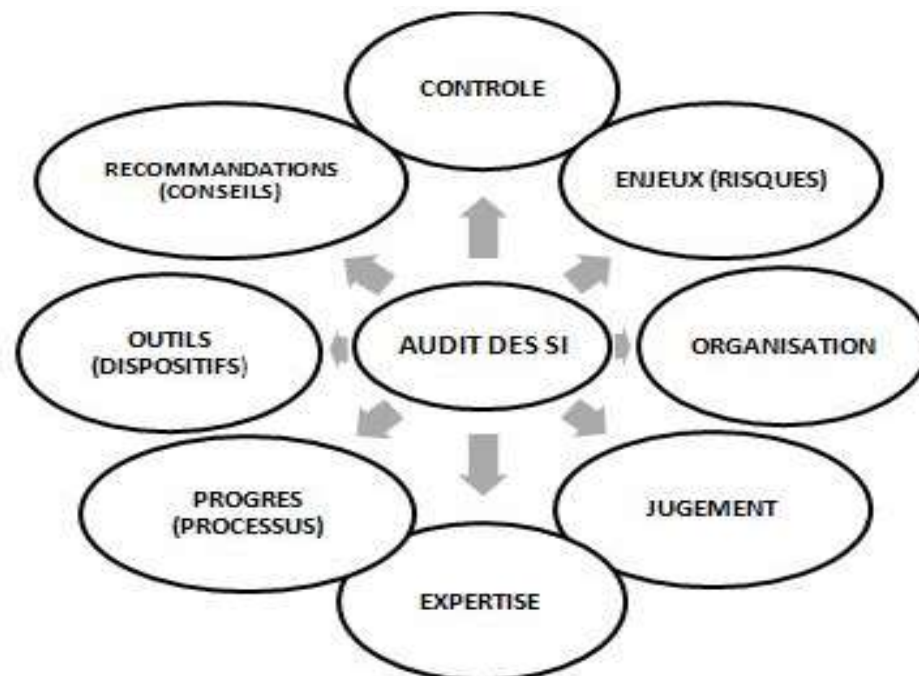 CONTROLE
RECOMMANDATIONS
(CONSEILS)
ENJEUX (RISQUES)
OUTILS
(DISPOSITIFS)
AUDIT DES SI
ORGANISATION
PROGRES
(PROCESSUS)
JUGEMENT
EXPERTISE